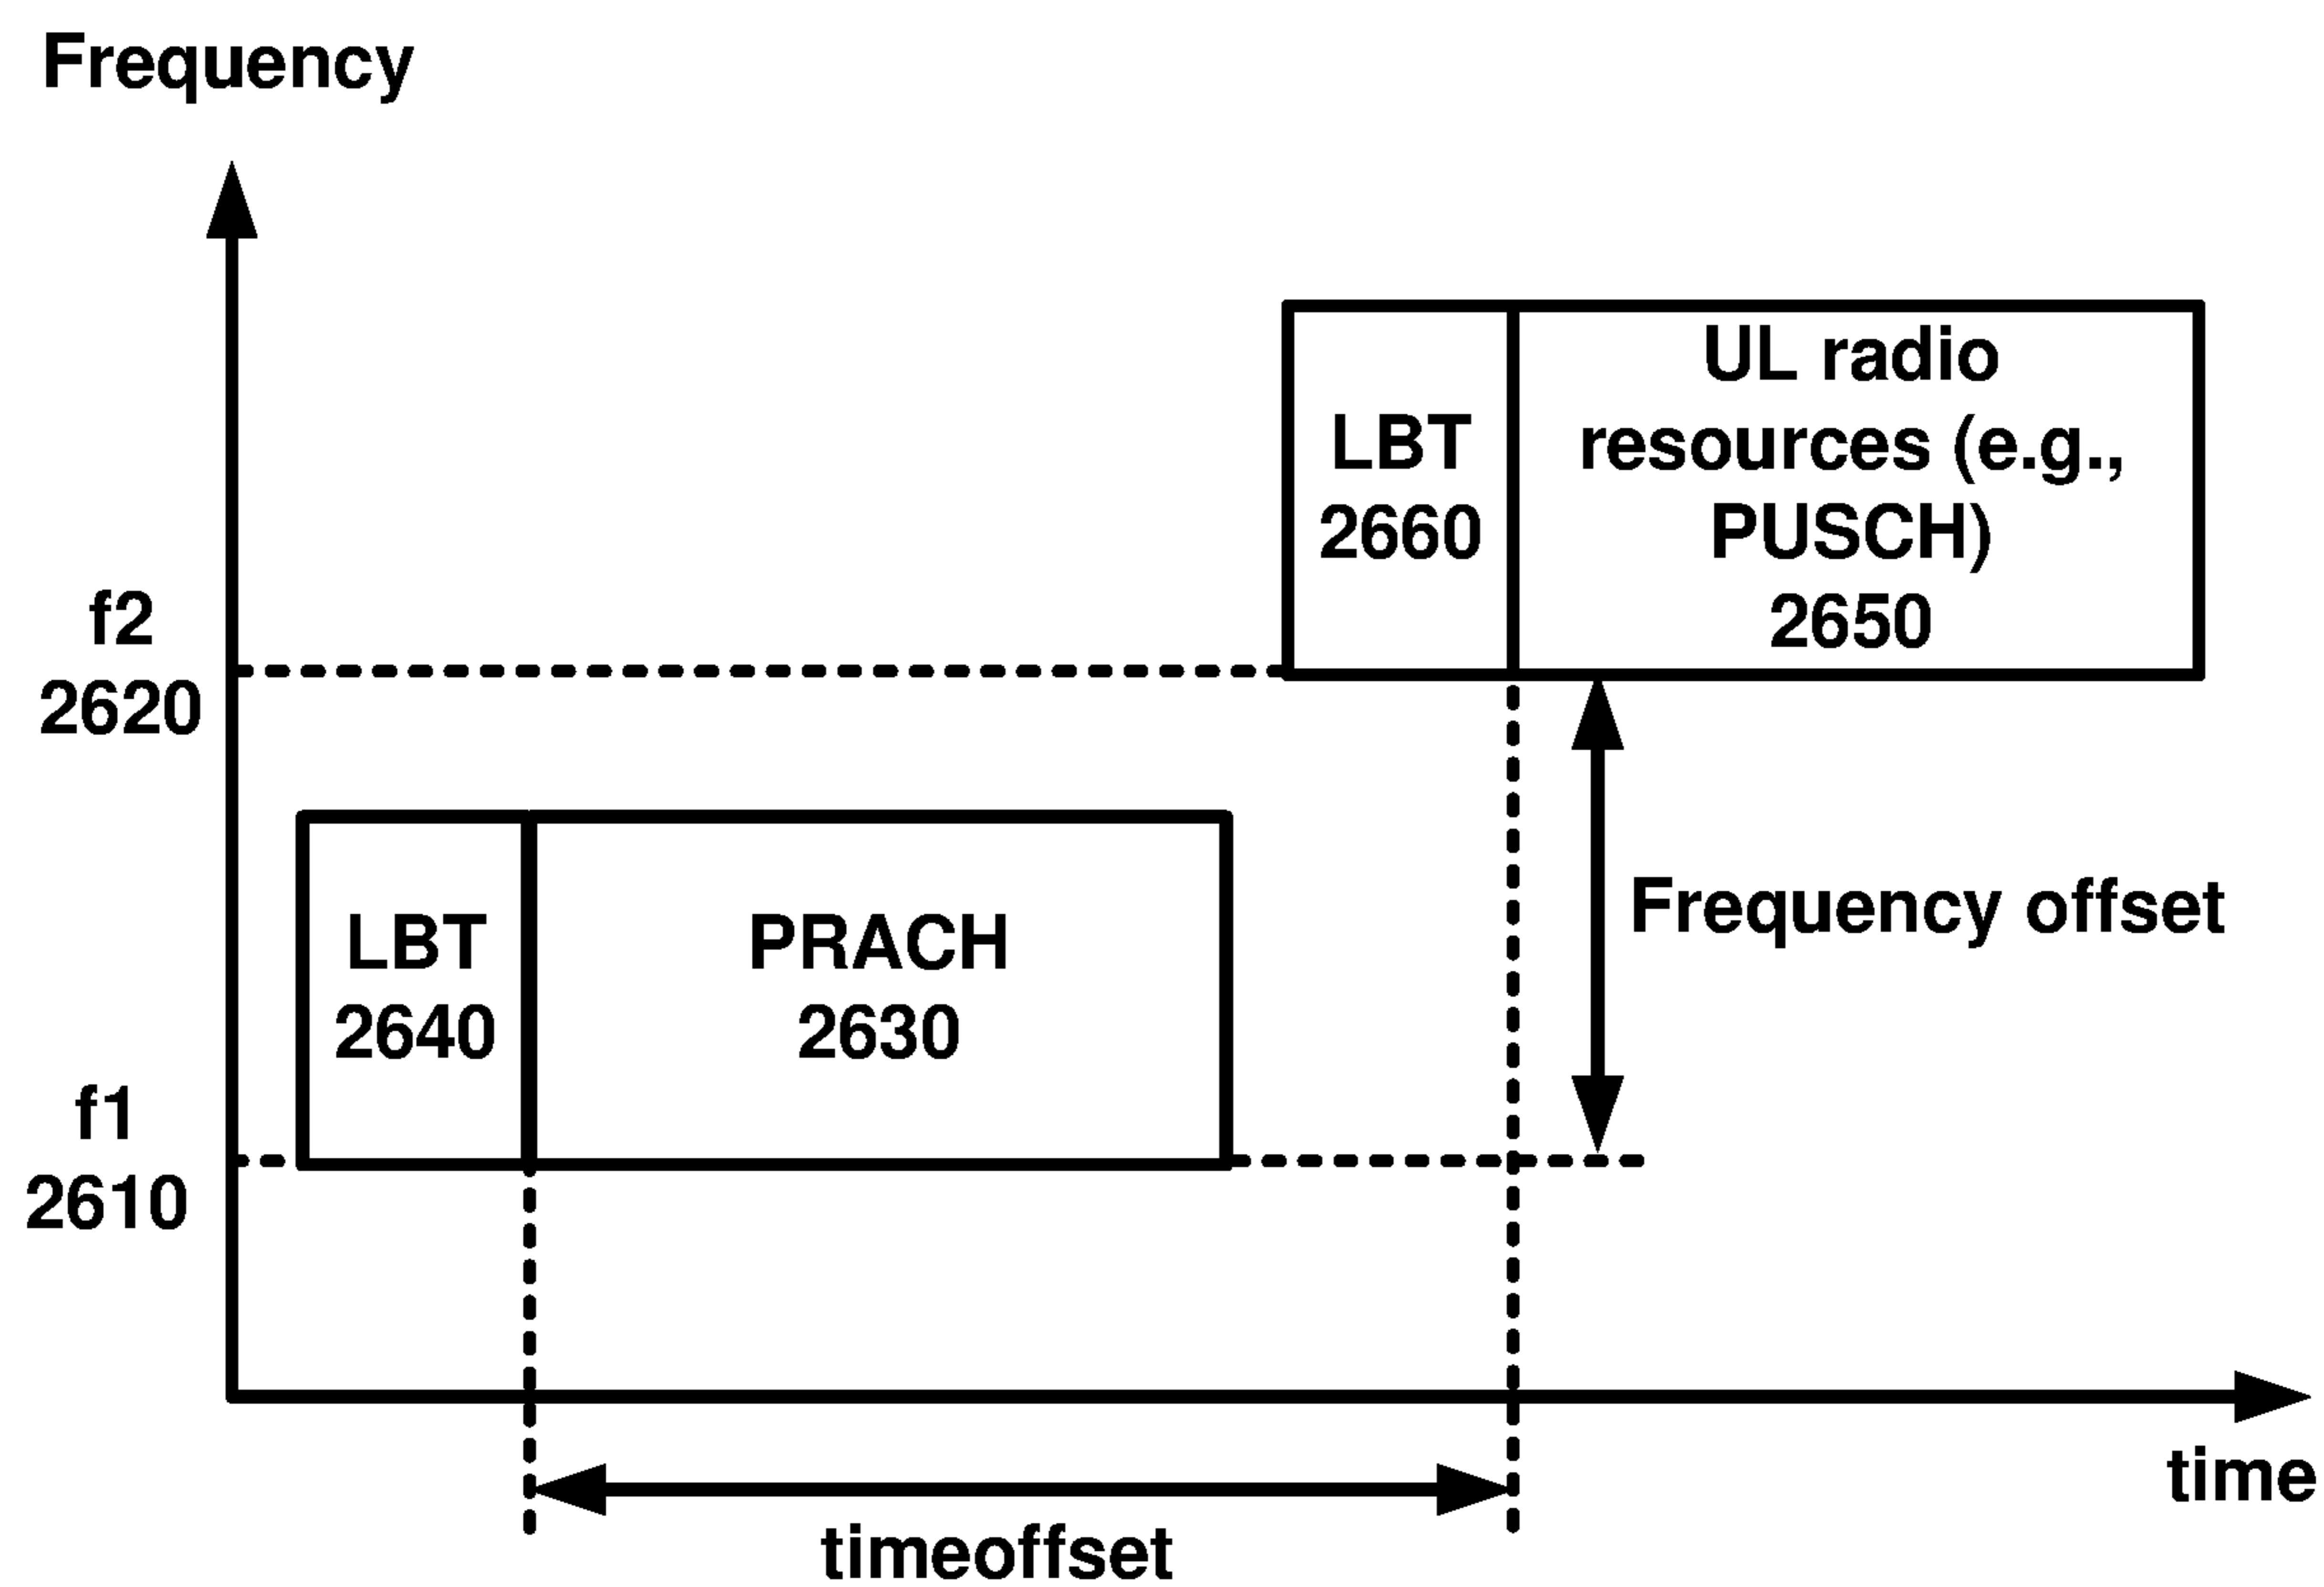 Frequency
UL radio
resources (e.g.,
PUSCH)
2650
LBT
2660
f2
2620
LBT
2640
PRACH
2630
Frequency offset
f1
2610
time
timeoffset